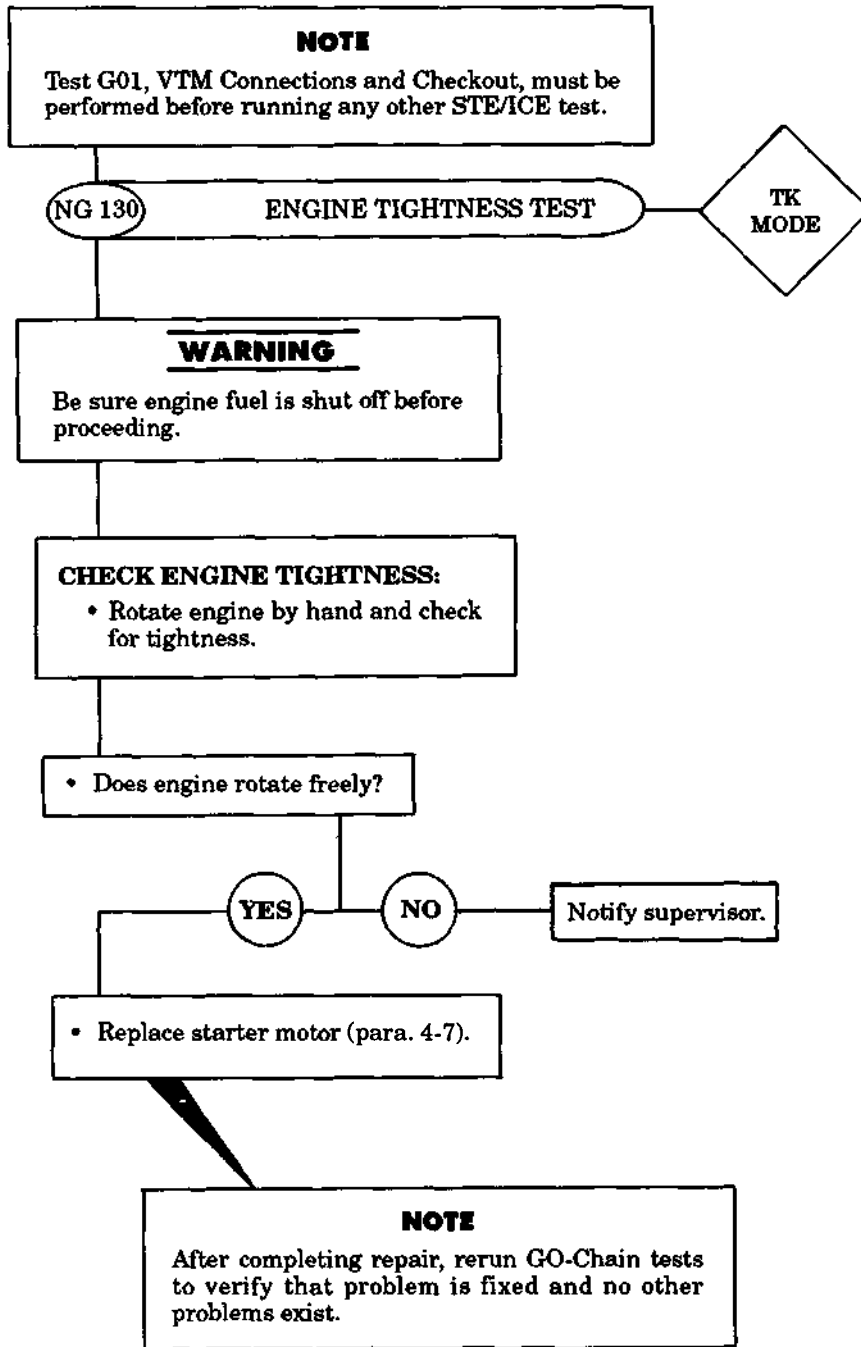 NOTE
Test G01, VTM Connections and Checkout, must be
performed before running any other STE/ICE test.
NG 130
ENGINE TIGHTNESS TEST
TK
MODE
WARNING
Be sure engine fuel is shut off before
proceeding.
CHECK ENGINE TIGHTNESS:
• Rotate engine by hand and check
for tightness.
• Does engine rotate freely?
YES
NO
Notify supervisor.
• Replace starter motor (para. 4-7).
NOTE
After completing repair, rerun GO-Chain tests
to verify that problem is fixed and no other
problems exist.